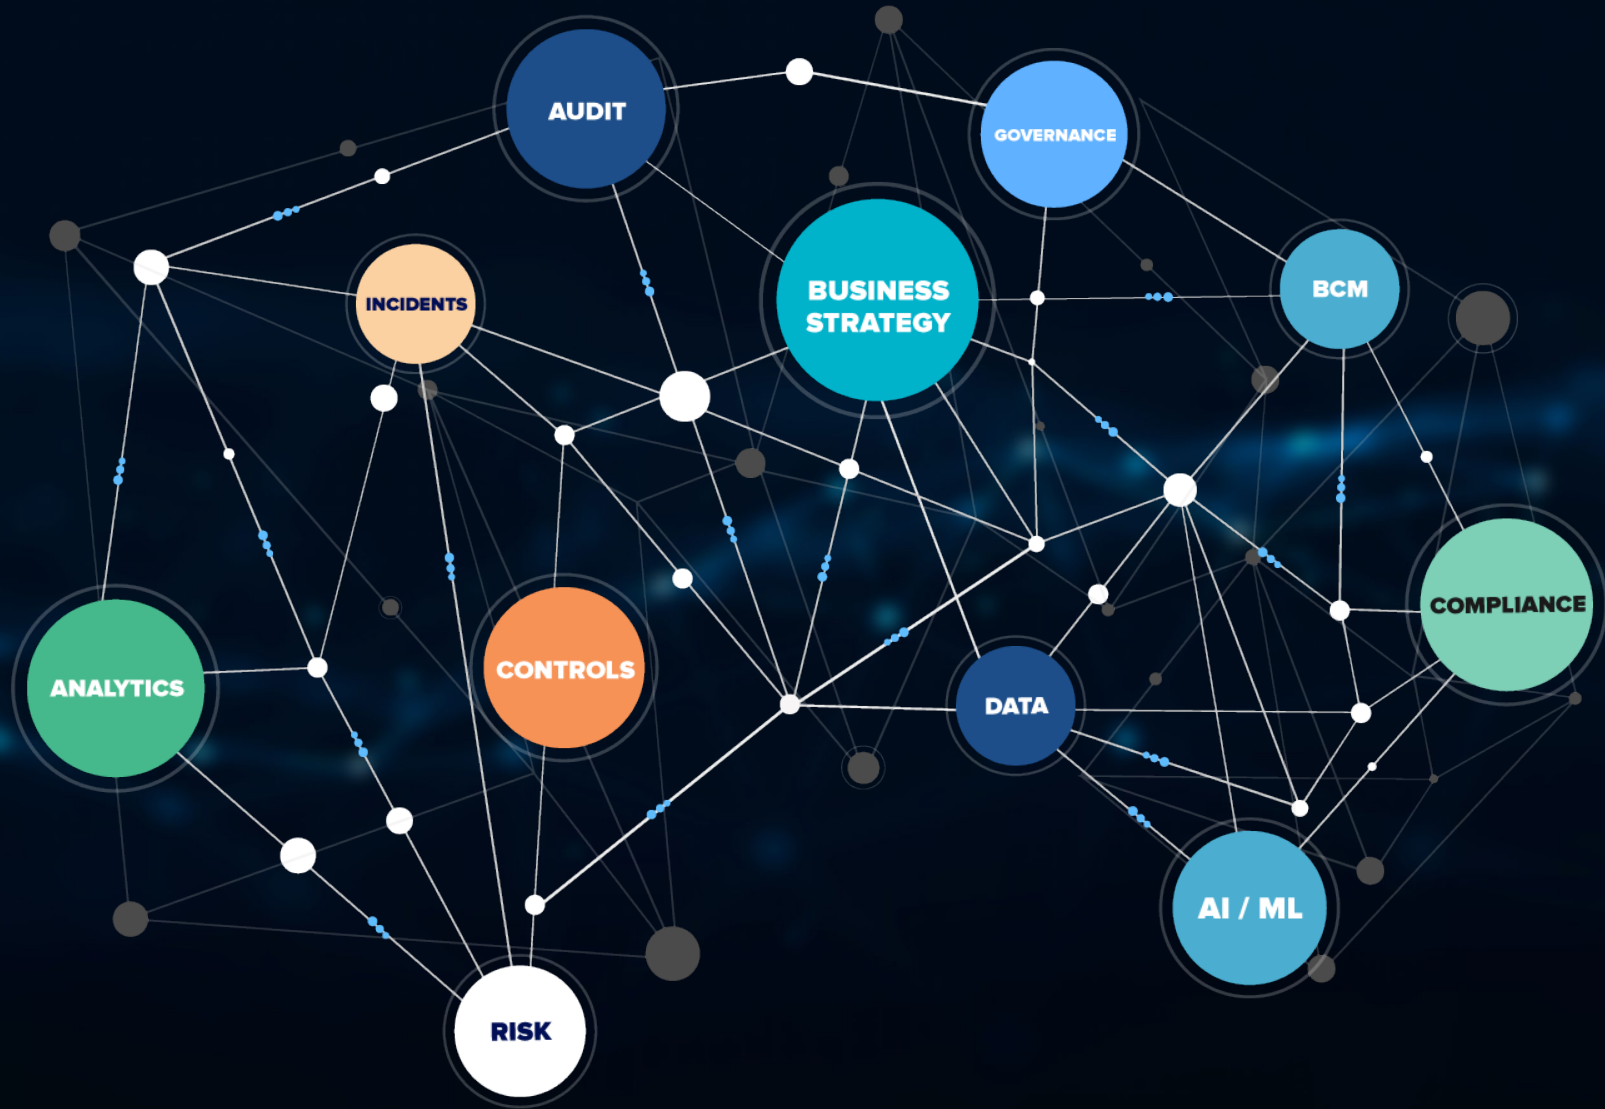 AUDIT
GOVERNANCE
BUSINESS
STRATEGY
BCM
INCIDENTS
COMPLIANCE
CONTROLS
ANALYTICS
DATA
AI / ML
RISK